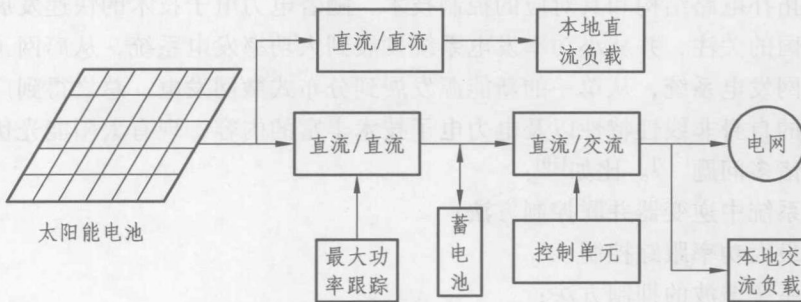 直流/直流
本地直
流负载
直流/直流
直流/交流
电网
太阳能电池
最大功
率跟踪
蓄
电
池
控制单元
本地交
流负载